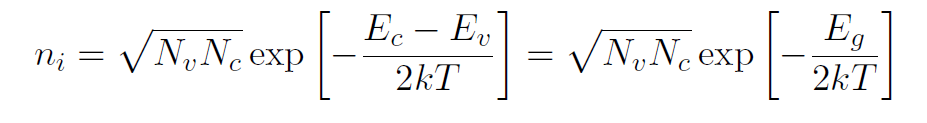 $n_i = \sqrt{N_v N_c} \exp\left[-\frac{E_c - E_v}{2kT}\right] = \sqrt{N_v N_c} \exp\left[-\frac{E_g}{2kT}\right]$